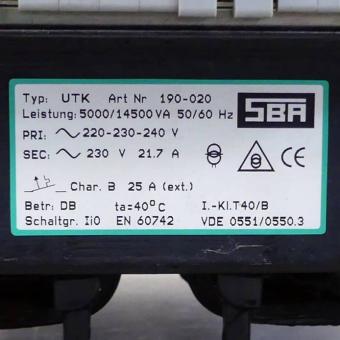 Typ: UTK Art Nr 190-020
Leistung: 5000/14500 VA 50/60 Hz
SBA
PRI: 220-230-240 V
SEC: 230 V 21.7 A
CE
Char. B 25 A (ext.)
Betr: DB ta=40°C I.-Kl.T40/B
Schaltgr. Ii0 EN 60742 VDE 0551/0550.3